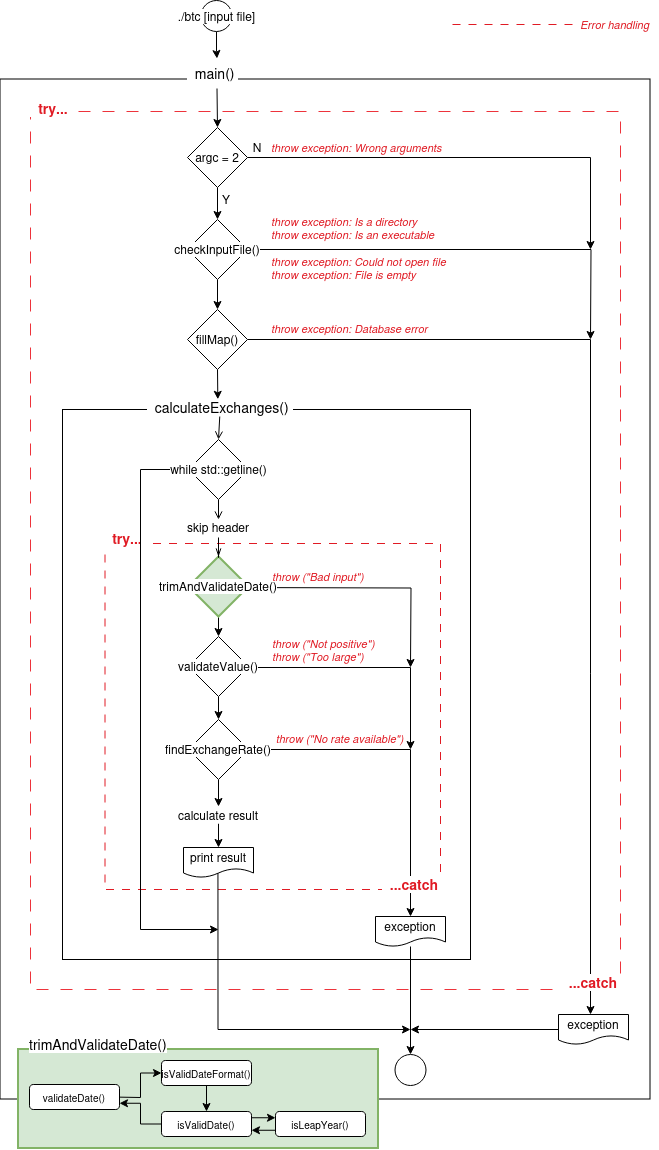 ./btc [input file]
Error handling
main()
try...
argc = 2
N
throw exception: Wrong arguments
Y
throw exception: Is a directory
throw exception: Is an executable
checkInputFile()
throw exception: Could not open file
throw exception: File is empty
fillMap()
throw exception: Database error
calculateExchanges()
while std::getline()
skip header
try...
trimAndValidateDate()
throw ("Bad input")
throw ("Not positive")
throw ("Too large")
validateValue()
throw ("No rate available")
findExchangeRate()
calculate result
print result
...catch
exception
...catch
exception
trimAndValidateDate()
isValidDateFormat()
validateDate()
isValidDate()
isLeapYear()